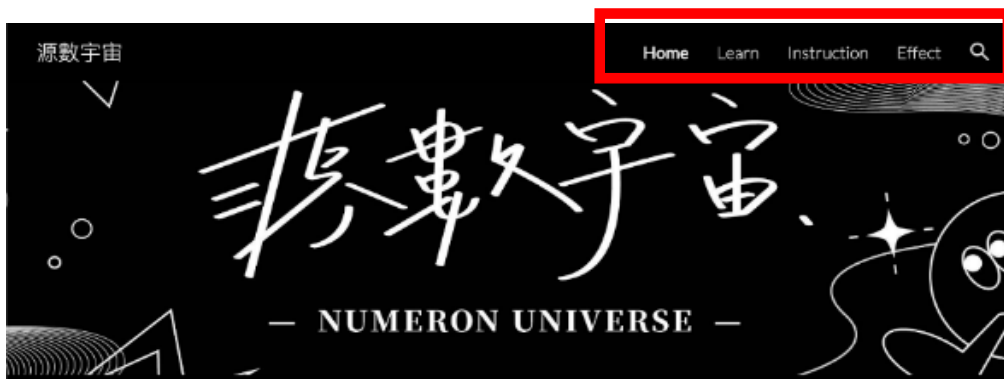 源數宇宙
Home Learn Instruction Effect
源數宇宙
— NUMERON UNIVERSE —